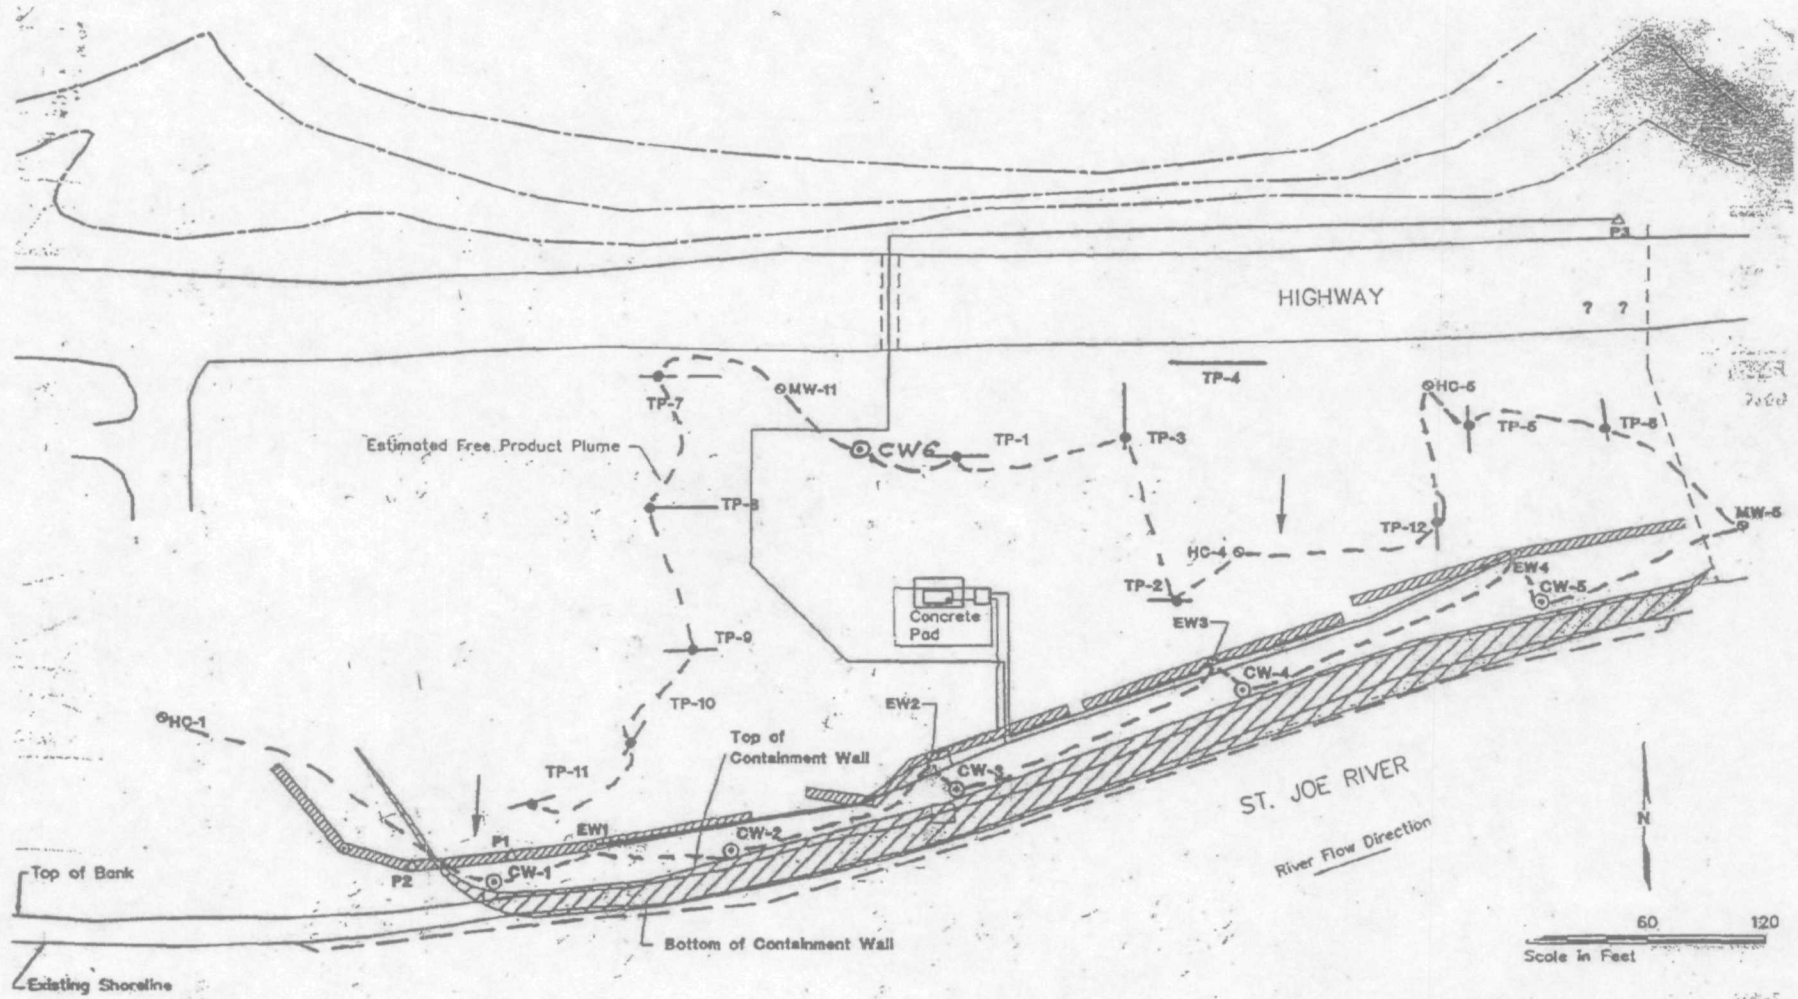 P3
HIGHWAY
? ?
TP-4
MW-11
HC-5
TP-7
TP-1
TP-3
TP-5
TP-6
Estimated Free Product Plume
CW6
TP-8
TP-12
MW-5
HC-4
EW4
TP-2
CW-5
Concrete
Pad
EW3
TP-9
CW-4
TP-10
EW2
HC-1
Top of
Containment Wall
TP-11
CW-3
ST. JOE RIVER
N
EW1
CW-2
P1
River Flow Direction
CW-1
P2
Top of Bank
60 120
Bottom of Containment Wall
Scale in Feet
Existing Shoreline